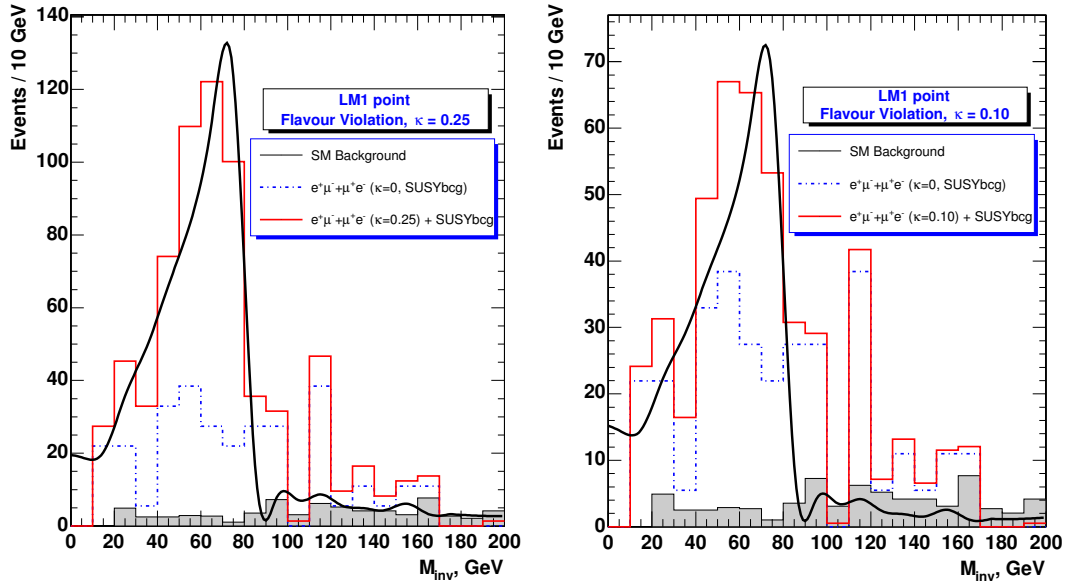 Events / 10 GeV
140
120
100
80
60
40
20
0
LM1 point
Flavour Violation, κ = 0.25
SM Background
e⁺μ⁻+μ⁺e⁻ (κ=0, SUSYbcg)
e⁺μ⁻+μ⁺e⁻ (κ=0.25) + SUSYbcg
0 20 40 60 80 100 120 140 160 180 200
M_inv, GeV
Events / 10 GeV
70
60
50
40
30
20
10
0
LM1 point
Flavour Violation, κ = 0.10
SM Background
e⁺μ⁻+μ⁺e⁻ (κ=0, SUSYbcg)
e⁺μ⁻+μ⁺e⁻ (κ=0.10) + SUSYbcg
0 20 40 60 80 100 120 140 160 180 200
M_inv, GeV